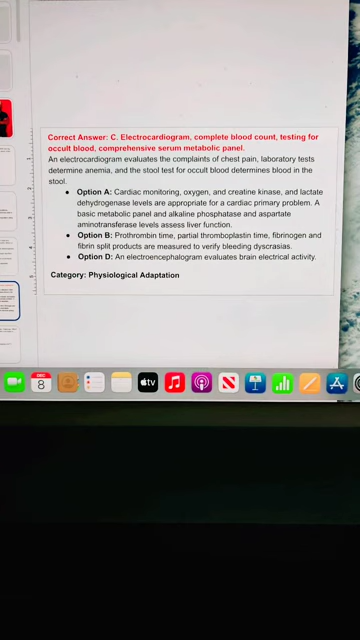 Correct Answer: C. Electrocardiogram, complete blood count, testing for
occult blood, comprehensive serum metabolic panel.
An electrocardiogram evaluates the complaints of chest pain, laboratory tests
determine anemia, and the stool test for occult blood determines blood in the
stool.
• Option A: Cardiac monitoring, oxygen, and creatine kinase, and lactate
dehydrogenase levels are appropriate for a cardiac primary problem. A
basic metabolic panel and alkaline phosphatase and aspartate
aminotransferase levels assess liver function.
• Option B: Prothrombin time, partial thromboplastin time, fibrinogen and
fibrin split products are measured to verify bleeding dyscrasias.
• Option D: An electroencephalogram evaluates brain electrical activity.
Category: Physiological Adaptation
DEC
8
tv